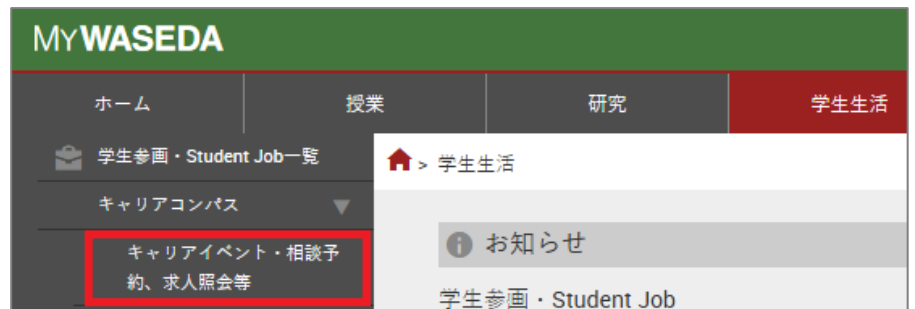 MYWASEDA
ホーム
授業
研究
学生生活
学生参画・Student Job一覧
キャリアコンパス
キャリアイベント・相談予
約、求人照会等
> 学生生活
お知らせ
学生参画・Student Job